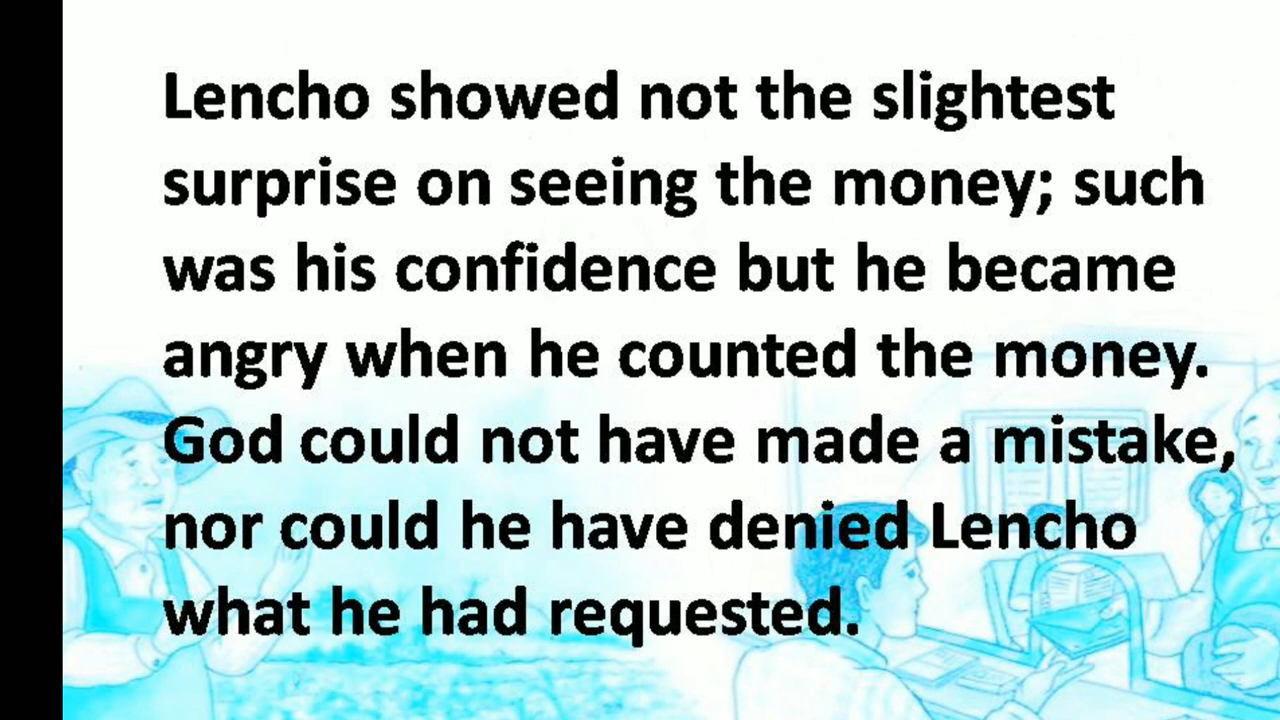 Lencho showed not the slightest
surprise on seeing the money; such
was his confidence but he became
angry when he counted the money.
God could not have made a mistake,
nor could he have denied Lencho
what he had requested.